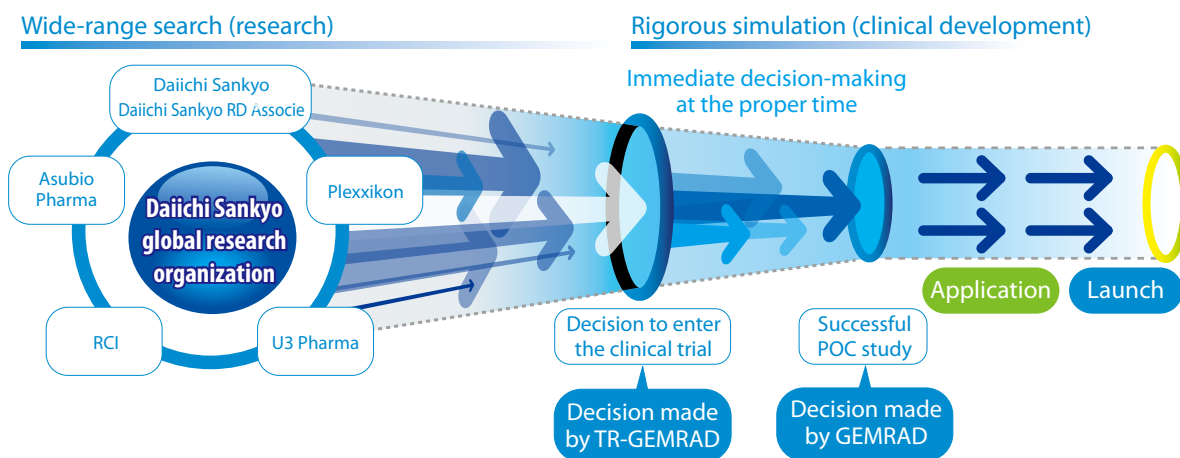 Wide-range search (research)
Rigorous simulation (clinical development)
Immediate decision-making
at the proper time
Daiichi Sankyo
Daiichi Sankyo RD Associe
Asubio
Pharma
Plexxikon
Daiichi Sankyo
global research
organization
RCI
U3 Pharma
Application
Launch
Decision to enter
the clinical trial
Successful
POC study
Decision made
by TR-GEMRAD
Decision made
by GEMRAD